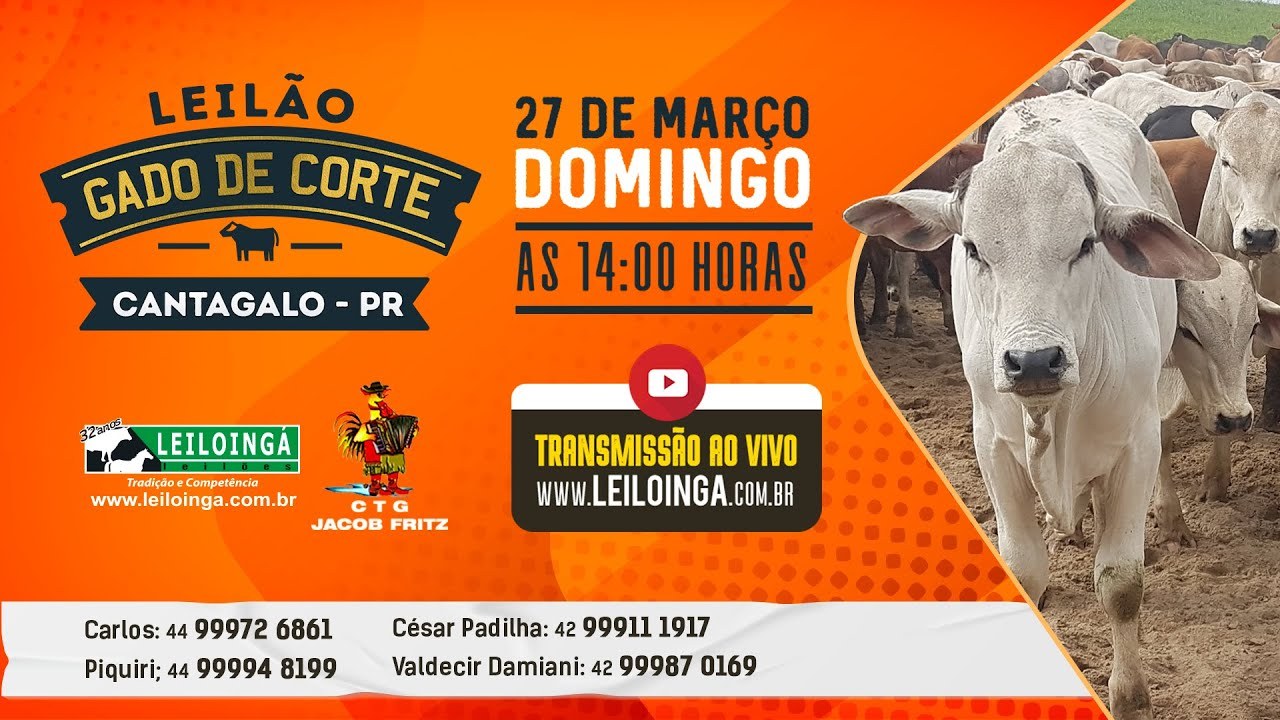 LEILÃO
GADO DE CORTE
CANTAGALO - PR
27 DE MARÇO
DOMINGO
AS 14:00 HORAS
32 anos
LEILOINGÁ
leilões
Tradição e Competência
www.leiloinga.com.br
CTG
JACOB FRITZ
TRANSMISSÃO AO VIVO
WWW.LEILOINGA.COM.BR
Carlos: 44 99972 6861
Piquiri; 44 99994 8199
César Padilha: 42 99911 1917
Valdecir Damiani: 42 99987 0169